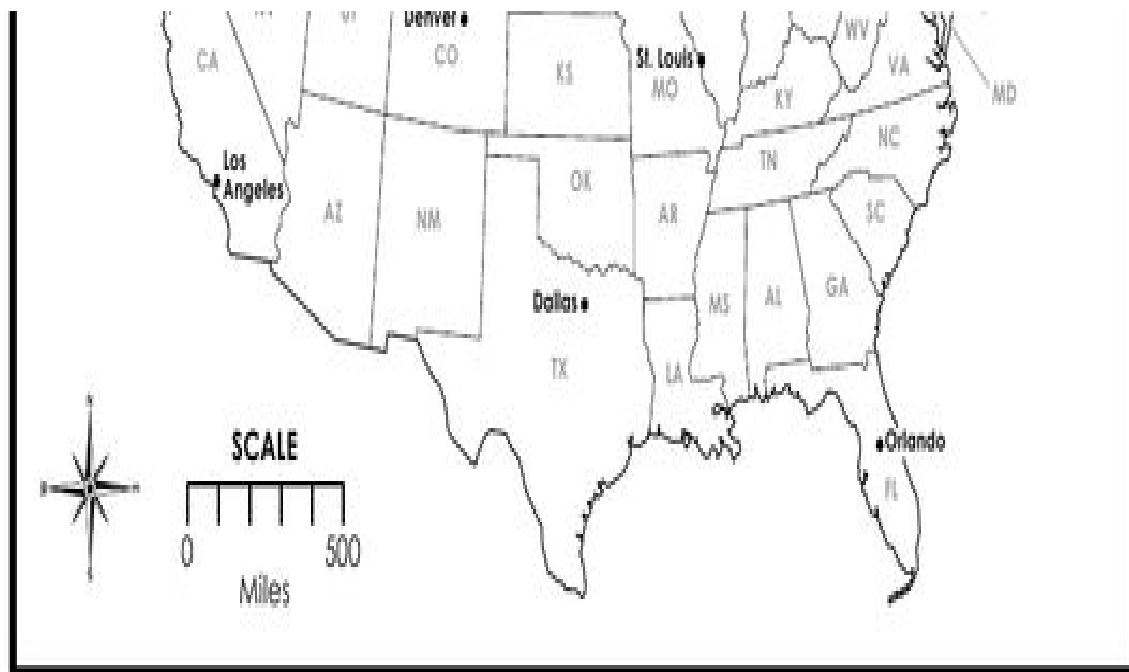 Denver
WV
CA
CO
KS
St. Louis
MO
KY
VA
MD
NC
TN
Los
Angeles
OK
AZ
NM
AR
SC
Dallas
MS
AL
GA
TX
LA
SCALE
Orlando
FL
0
500
Miles